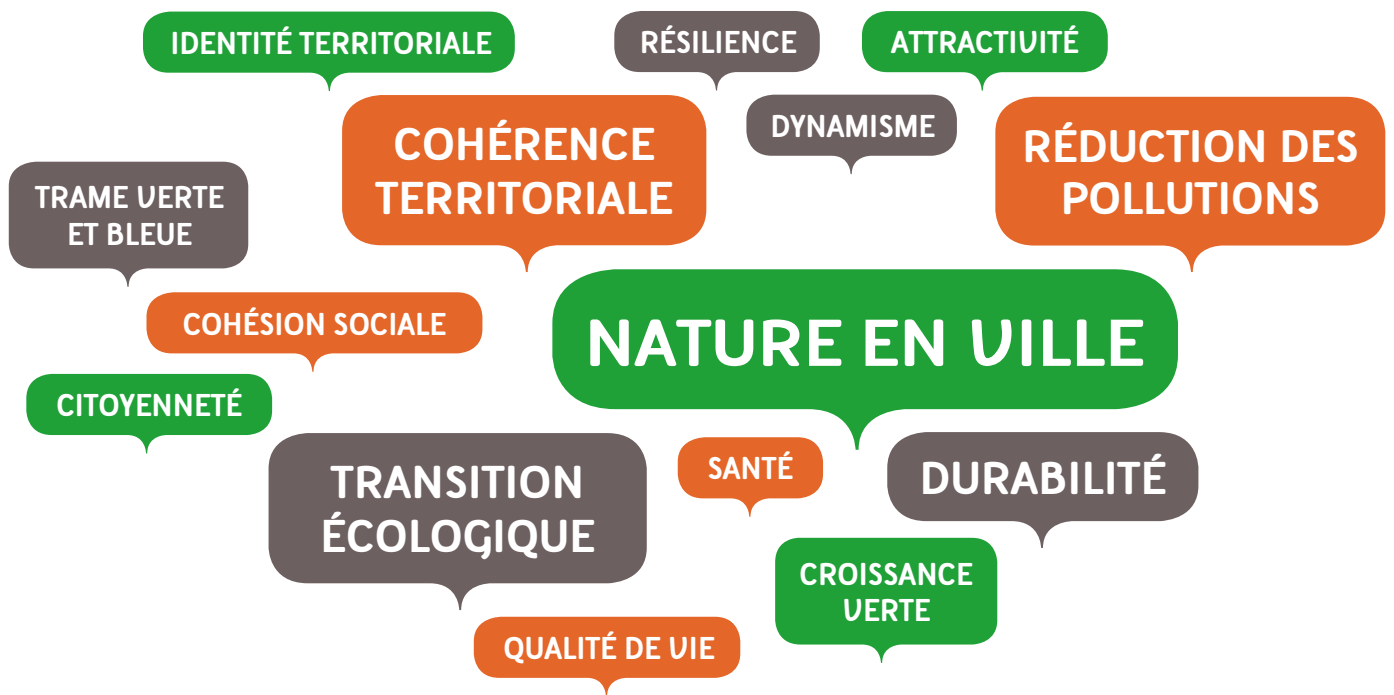 IDENTITÉ TERRITORIALE
RÉSILIENCE
ATTRACTIVITÉ
COHÉRENCE
TERRITORIALE
DYNAMISME
RÉDUCTION DES
POLLUTIONS
TRAME VERTE
ET BLEUE
COHÉSION SOCIALE
NATURE EN VILLE
CITOYENNETÉ
TRANSITION
ÉCOLOGIQUE
SANTÉ
DURABILITÉ
CROISSANCE
VERTE
QUALITÉ DE VIE